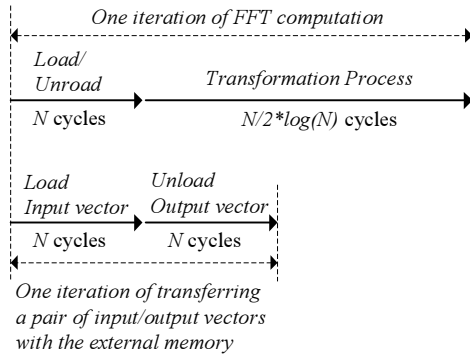 One iteration of FFT computation
Load/
Unroad
Transformation Process
N cycles
N/2*log(N) cycles
Load
Input vector
Unload
Output vector
N cycles
N cycles
One iteration of transferring
a pair of input/output vectors
with the external memory